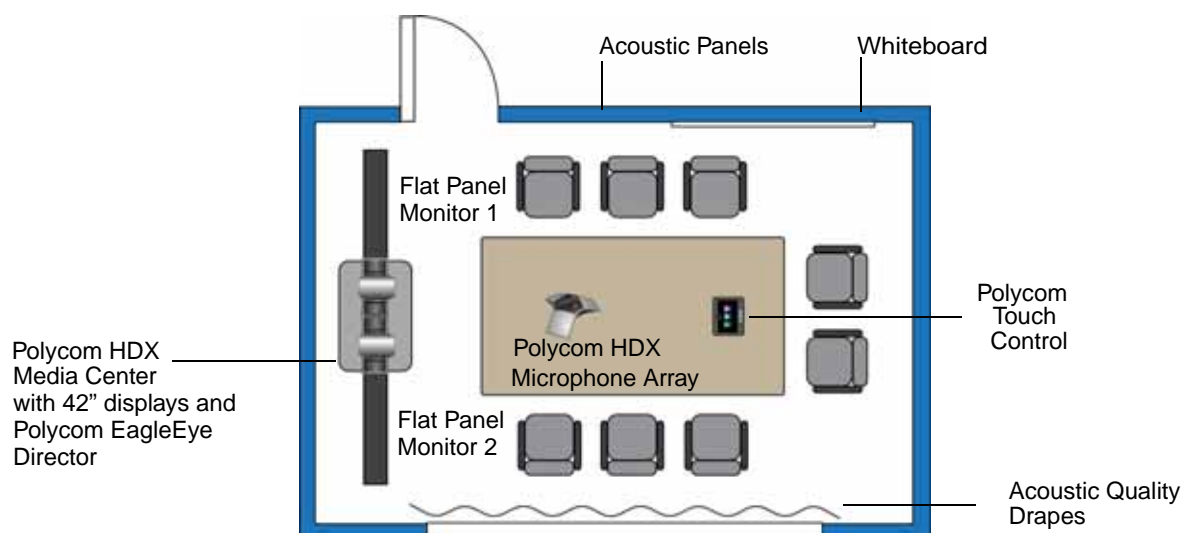 Acoustic Panels
Whiteboard
Flat Panel
Monitor 1
Polycom
Touch
Control
Polycom HDX
Microphone Array
Polycom HDX
Media Center
with 42” displays and
Polycom EagleEye
Director
Flat Panel
Monitor 2
Acoustic Quality
Drapes